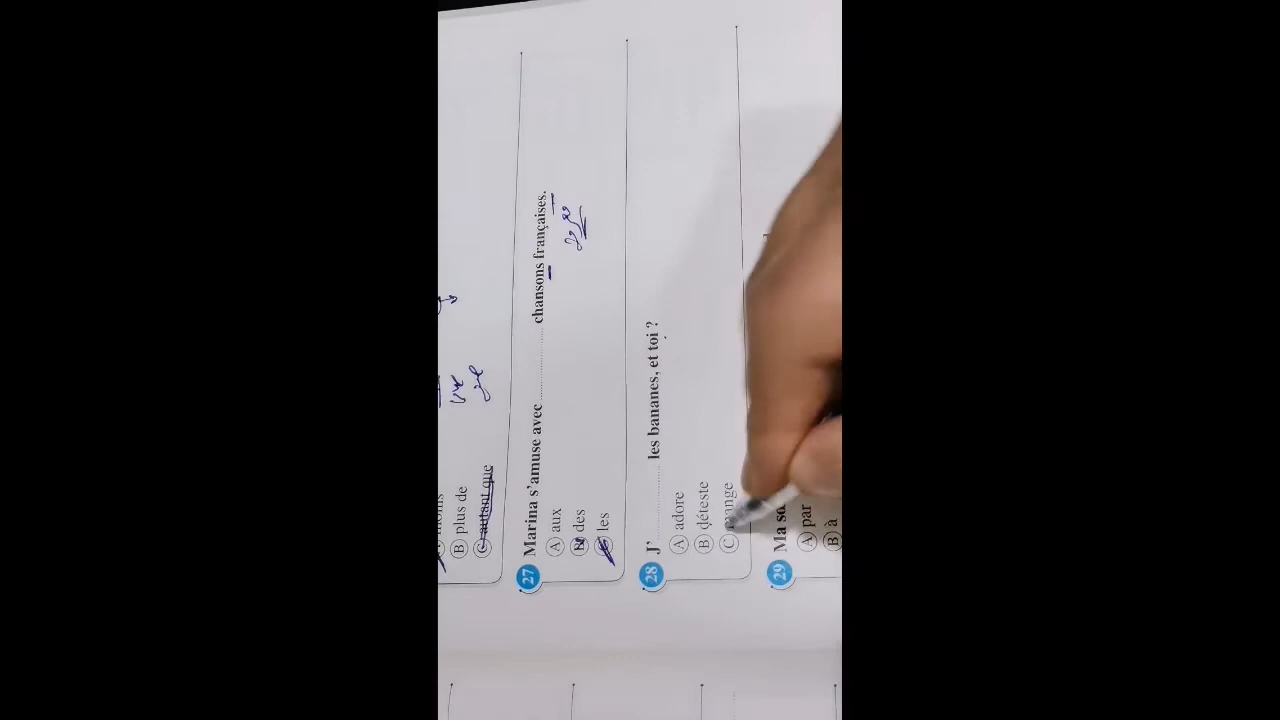 B plus de
C autant que
27 Marina s'amuse avec .................... chansons françaises.
A aux
B des
C les
28 J' .................... les bananes, et toi ?
A adore
B déteste
C mange
29 Ma
A par
B à